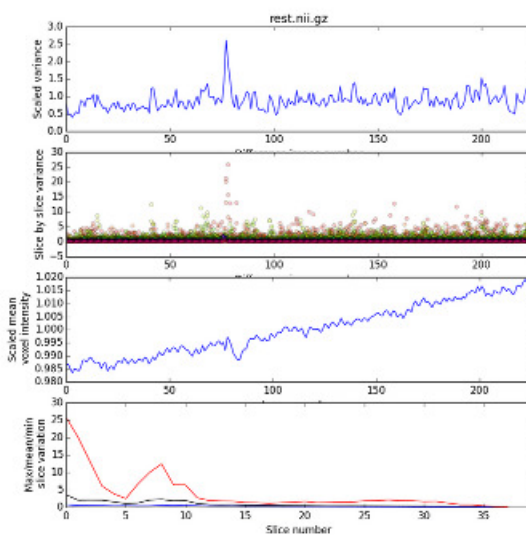 rest.nii.gz
Scaled variance
3.0
2.5
2.0
1.5
1.0
0.5
0.0
0 50 100 150 200
Slice by slice variance
30
25
20
15
10
5
0
−5
0 50 100 150 200
Scaled mean
voxel intensity
1.020
1.015
1.010
1.005
1.000
0.995
0.990
0.985
0.980
0 50 100 150 200
Max/mean/min
slice variation
30
25
20
15
10
5
0
0 5 10 15 20 25 30 35
Slice number